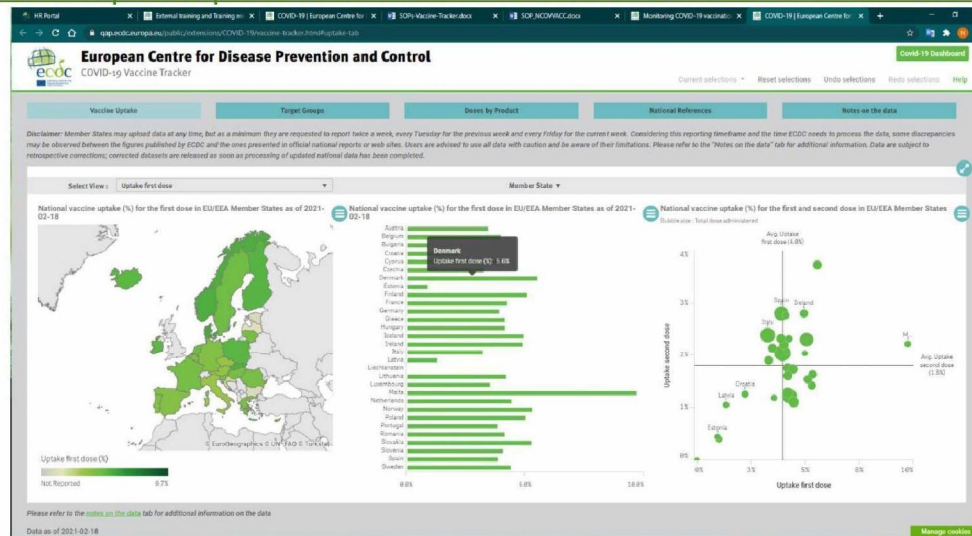 HR Portal
External training and Training re
COVID-19 | European Centre for
SOPs-Vaccine-Tracker.docx
SOP_NCOVVACC.docx
Monitoring COVID-19 vaccinatio
COVID-19 | European Centre for
qap.ecdc.europa.eu/public/extensions/COVID-19/vaccine-tracker.html#uptake-tab
ecdc
European Centre for Disease Prevention and Control
COVID-19 Vaccine Tracker
Covid-19 Dashboard
Current selections
Reset selections
Undo selections
Redo selections
Help
Vaccine Uptake
Target Groups
Doses by Product
National References
Notes on the data
Disclaimer: Member States may upload data at any time, but as a minimum they are requested to report twice a week, every Tuesday for the previous week and every Friday for the current week. Considering this reporting timeframe and the time ECDC needs to process the data, some discrepancies
may be observed between the figures published by ECDC and the ones presented in official national reports or web sites. Users are advised to use all data with caution and be aware of their limitations. Please refer to the "Notes on the data" tab for additional information. Data are subject to
retrospective corrections; corrected datasets are released as soon as processing of updated national data has been completed.
Select View :
Uptake first dose
Member State
National vaccine uptake (%) for the first dose in EU/EEA Member States as of 2021-
02-18
© EuroGeographics © UN-FAO © Turkstat
Uptake first dose (%)
Not Reported
9.7%
National vaccine uptake (%) for the first dose in EU/EEA Member States as of 2021-
02-18
Austria
Belgium
Bulgaria
Croatia
Cyprus
Czechia
Denmark
Estonia
Finland
France
Germany
Greece
Hungary
Iceland
Ireland
Italy
Latvia
Liechtenstein
Lithuania
Luxembourg
Malta
Netherlands
Norway
Poland
Portugal
Romania
Slovakia
Slovenia
Spain
Sweden
Denmark
Uptake first dose (%): 5.6%
0.0%
5.0%
10.0%
National vaccine uptake (%) for the first and second dose in EU/EEA Member States
Bubble size : Total dose administered
Avg. Uptake
first dose (4.0%)
4%
3%
2%
1%
0%
Uptake second dose
Spain
Ireland
Italy
M..
Avg. Uptake
second dose
(1.8%)
Croatia
Latvia
Estonia
0%
3%
5%
8%
10%
Uptake first dose
Please refer to the notes on the data tab for additional information on the data
Data as of 2021-02-18
Manage cookies